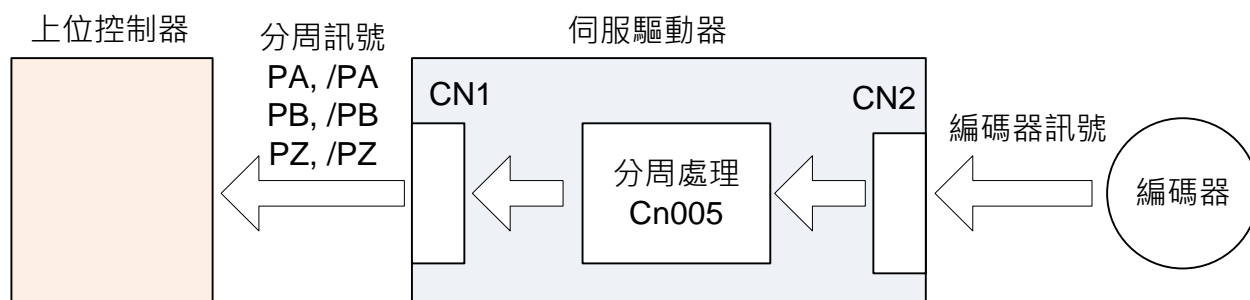 上位控制器
分周訊號
PA, /PA
PB, /PB
PZ, /PZ
伺服驅動器
CN1
分周處理
Cn005
CN2
編碼器訊號
編碼器